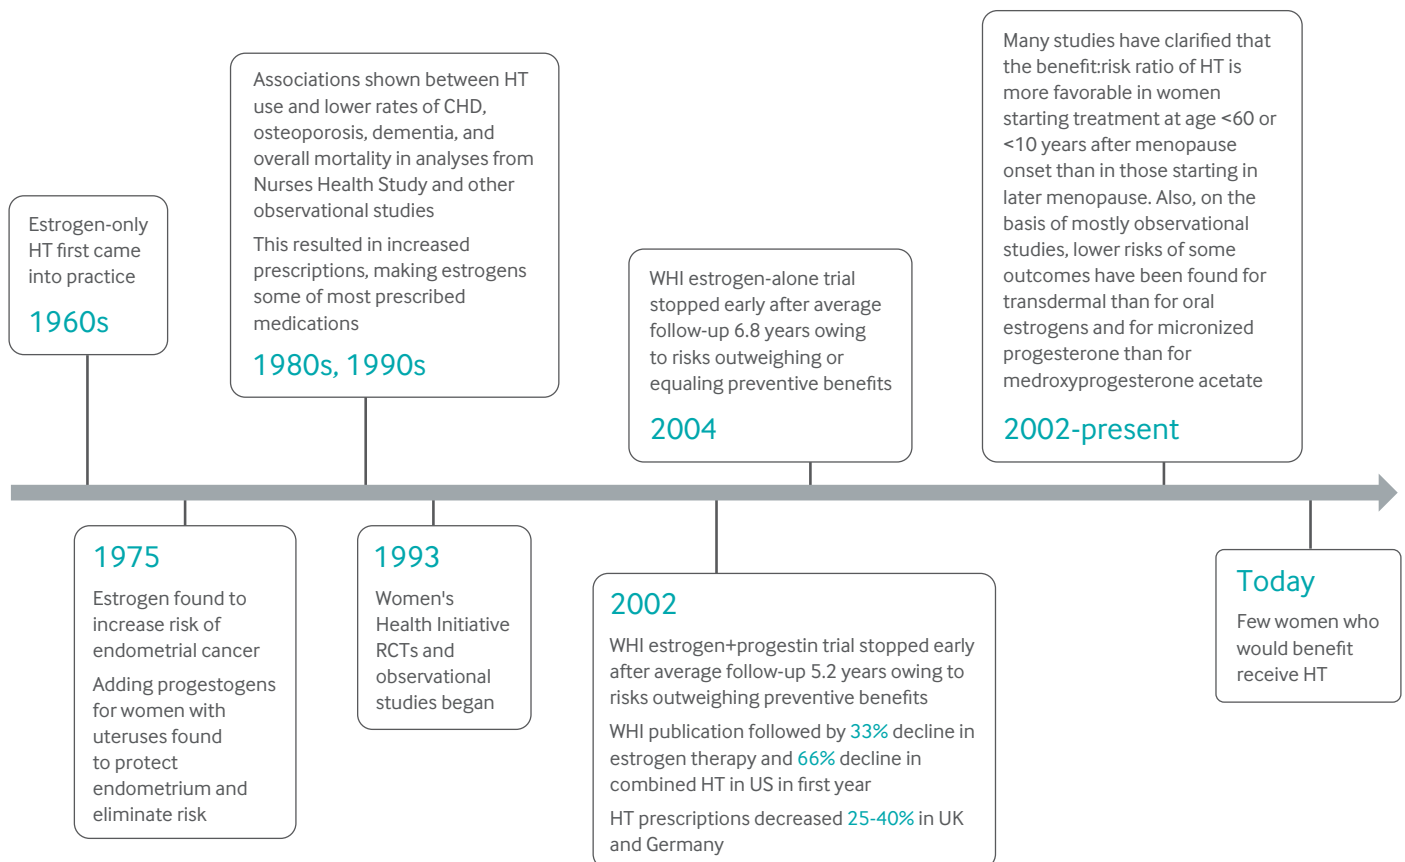 Estrogen-only
HT first came
into practice
1960s
1975
Estrogen found to
increase risk of
endometrial cancer
Adding progestogens
for women with
uteruses found
to protect
endometrium and
eliminate risk
Associations shown between HT
use and lower rates of CHD,
osteoporosis, dementia, and
overall mortality in analyses from
Nurses Health Study and other
observational studies
This resulted in increased
prescriptions, making estrogens
some of most prescribed
medications
1980s, 1990s
1993
Women's
Health Initiative
RCTs and
observational
studies began
2002
WHI estrogen+progestin trial stopped early
after average follow-up 5.2 years owing to
risks outweighing preventive benefits
WHI publication followed by 33% decline in
estrogen therapy and 66% decline in
combined HT in US in first year
HT prescriptions decreased 25-40% in UK
and Germany
WHI estrogen-alone trial
stopped early after average
follow-up 6.8 years owing
to risks outweighing or
equaling preventive benefits
2004
Many studies have clarified that
the benefit:risk ratio of HT is
more favorable in women
starting treatment at age <60 or
<10 years after menopause
onset than in those starting in
later menopause. Also, on the
basis of mostly observational
studies, lower risks of some
outcomes have been found for
transdermal than for oral
estrogens and for micronized
progesterone than for
medroxyprogesterone acetate
2002-present
Today
Few women who
would benefit
receive HT